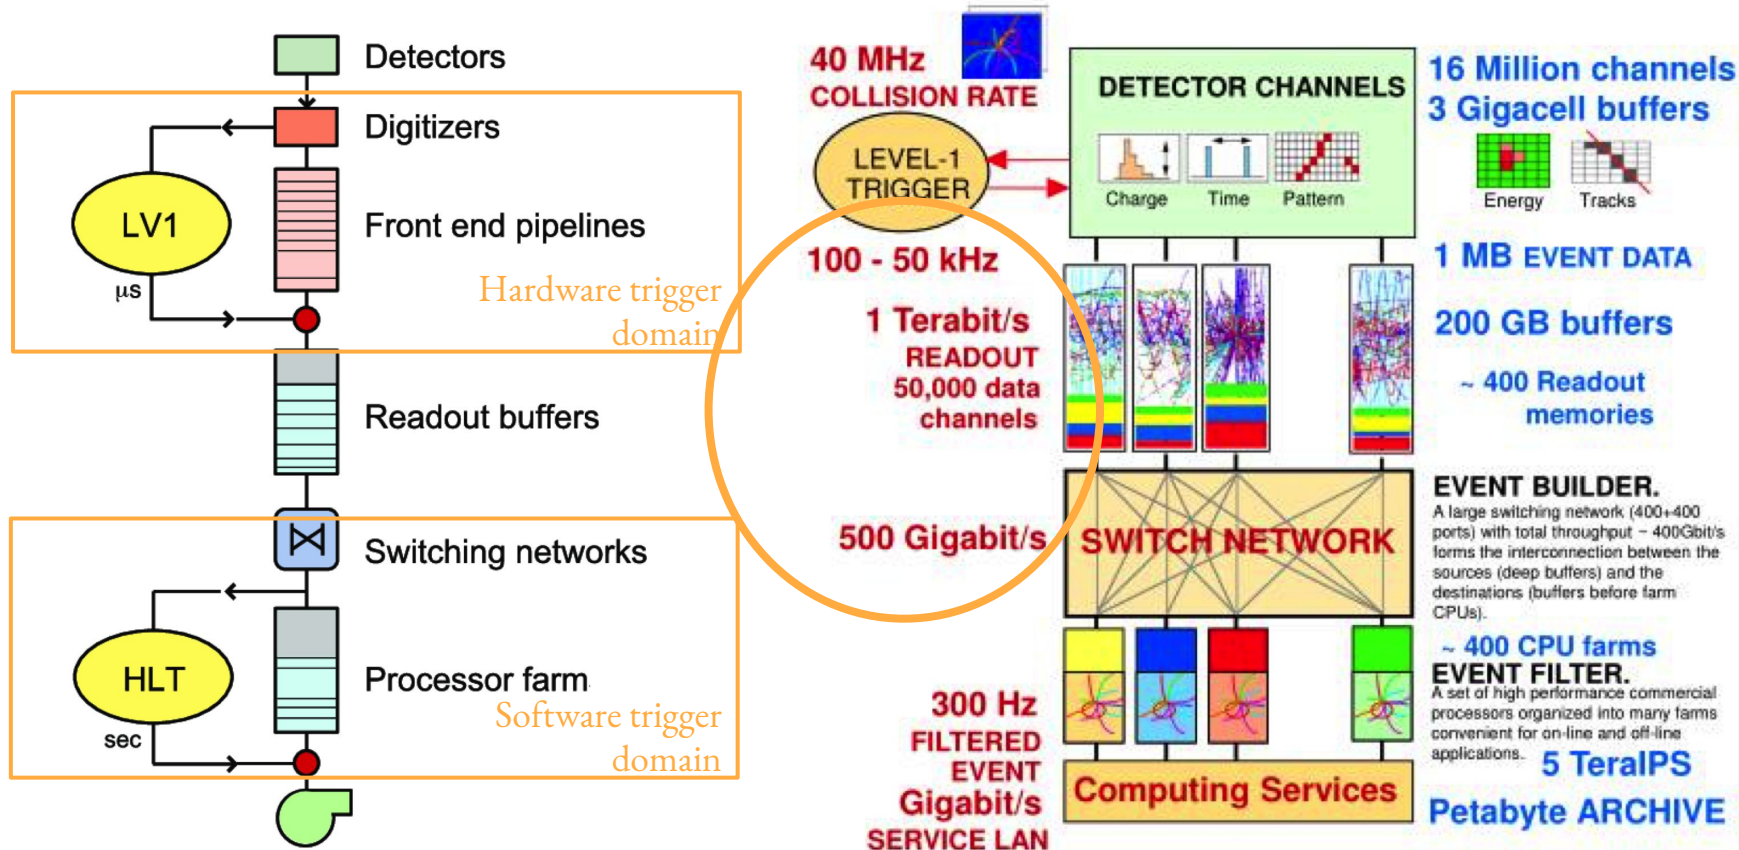 Detectors
Digitizers
LV1
Front end pipelines
μs
Hardware trigger
domain
Readout buffers
Switching networks
HLT
Processor farm
sec
Software trigger
domain
40 MHz
COLLISION RATE
LEVEL-1
TRIGGER
100 - 50 kHz
1 Terabit/s
READOUT
50,000 data
channels
500 Gigabit/s
300 Hz
FILTERED
EVENT
Gigabit/s
SERVICE LAN
DETECTOR CHANNELS
Charge
Time
Pattern
SWITCH NETWORK
Computing Services
16 Million channels
3 Gigacell buffers
Energy
Tracks
1 MB EVENT DATA
200 GB buffers
~ 400 Readout
memories
EVENT BUILDER.
A large switching network (400+400
ports) with total throughput ~ 400Gbit/s
forms the interconnection between the
sources (deep buffers) and the
destinations (buffers before farm
CPUs).
~ 400 CPU farms
EVENT FILTER.
A set of high performance commercial
processors organized into many farms
convenient for on-line and off-line
applications.
5 TeraIPS
Petabyte ARCHIVE